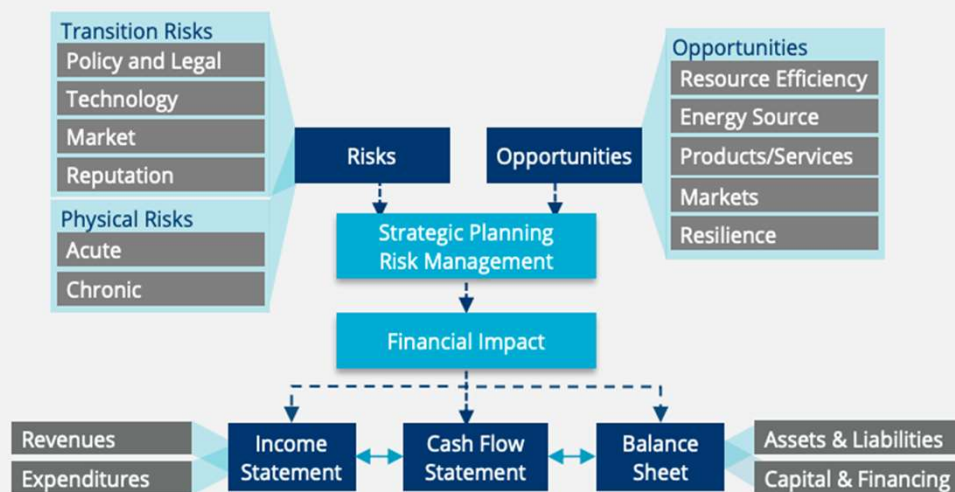 Transition Risks
Policy and Legal
Technology
Market
Reputation
Physical Risks
Acute
Chronic
Risks
Opportunities
Opportunities
Resource Efficiency
Energy Source
Products/Services
Markets
Resilience
Strategic Planning
Risk Management
Financial Impact
Revenues
Expenditures
Income
Statement
Cash Flow
Statement
Balance
Sheet
Assets & Liabilities
Capital & Financing